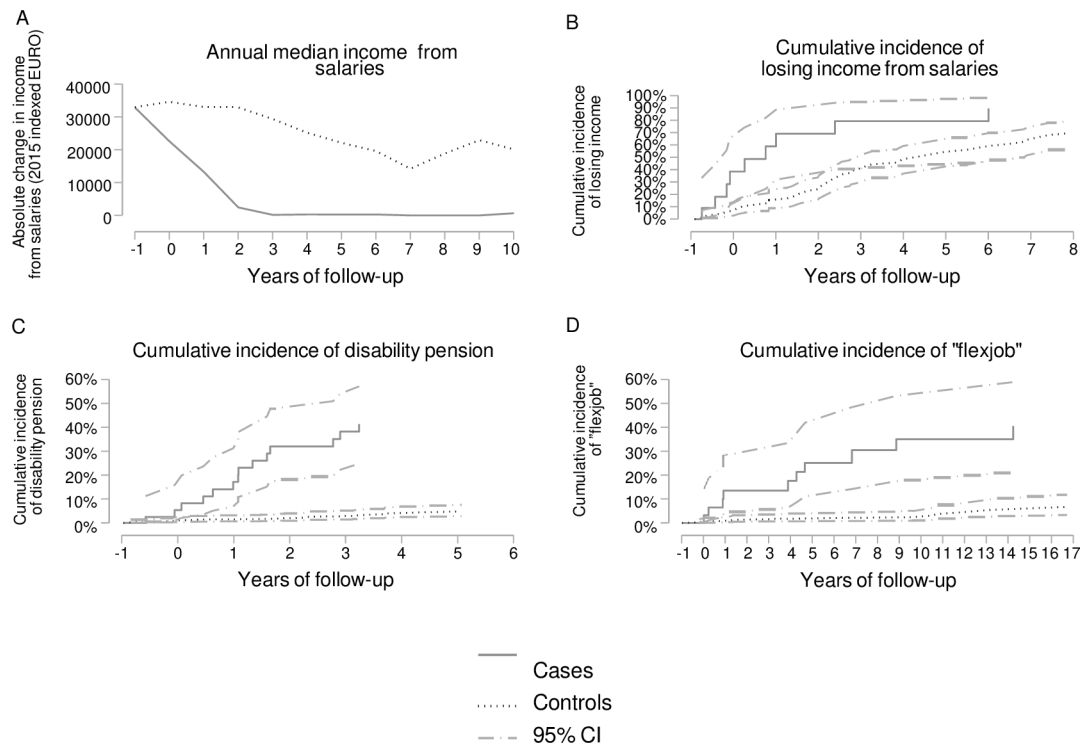 A
Annual median income from
salaries
Absolute change in income
from salaries (2015 indexed EURO)
40000
30000
20000
10000
0
-1 0 1 2 3 4 5 6 7 8 9 10
Years of follow-up
B
Cumulative incidence of
losing income from salaries
Cumulative incidence
of losing income
100%
90%
80%
70%
60%
50%
40%
30%
20%
10%
0%
-1 0 1 2 3 4 5 6 7 8
Years of follow-up
C
Cumulative incidence of disability pension
Cumulative incidence
of disability pension
60%
50%
40%
30%
20%
10%
0%
-1 0 1 2 3 4 5 6
Years of follow-up
D
Cumulative incidence of "flexjob"
Cumulative incidence
of "flexjob"
60%
50%
40%
30%
20%
10%
0%
-1 0 1 2 3 4 5 6 7 8 9 10 11 12 13 14 15 16 17
Years of follow-up
Cases
Controls
95% CI